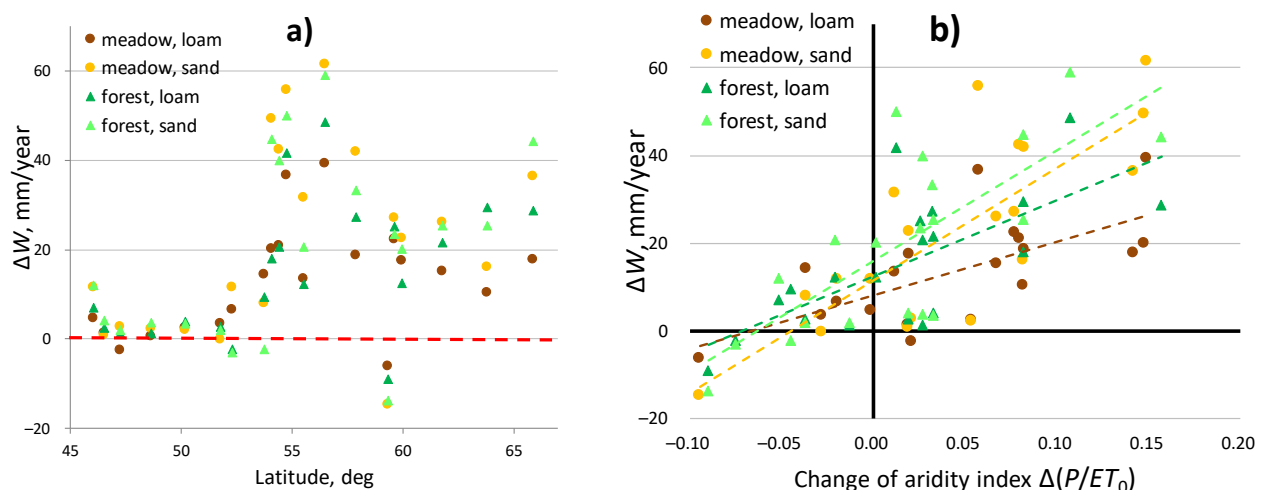 a)
meadow, loam
meadow, sand
forest, loam
forest, sand
ΔW, mm/year
60
40
20
0
–20
45
50
55
60
65
Latitude, deg
b)
meadow, loam
meadow, sand
forest, loam
forest, sand
ΔW, mm/year
60
40
20
0
–20
–0.10
–0.05
0.00
0.05
0.10
0.15
0.20
Change of aridity index Δ(P/ET₀)